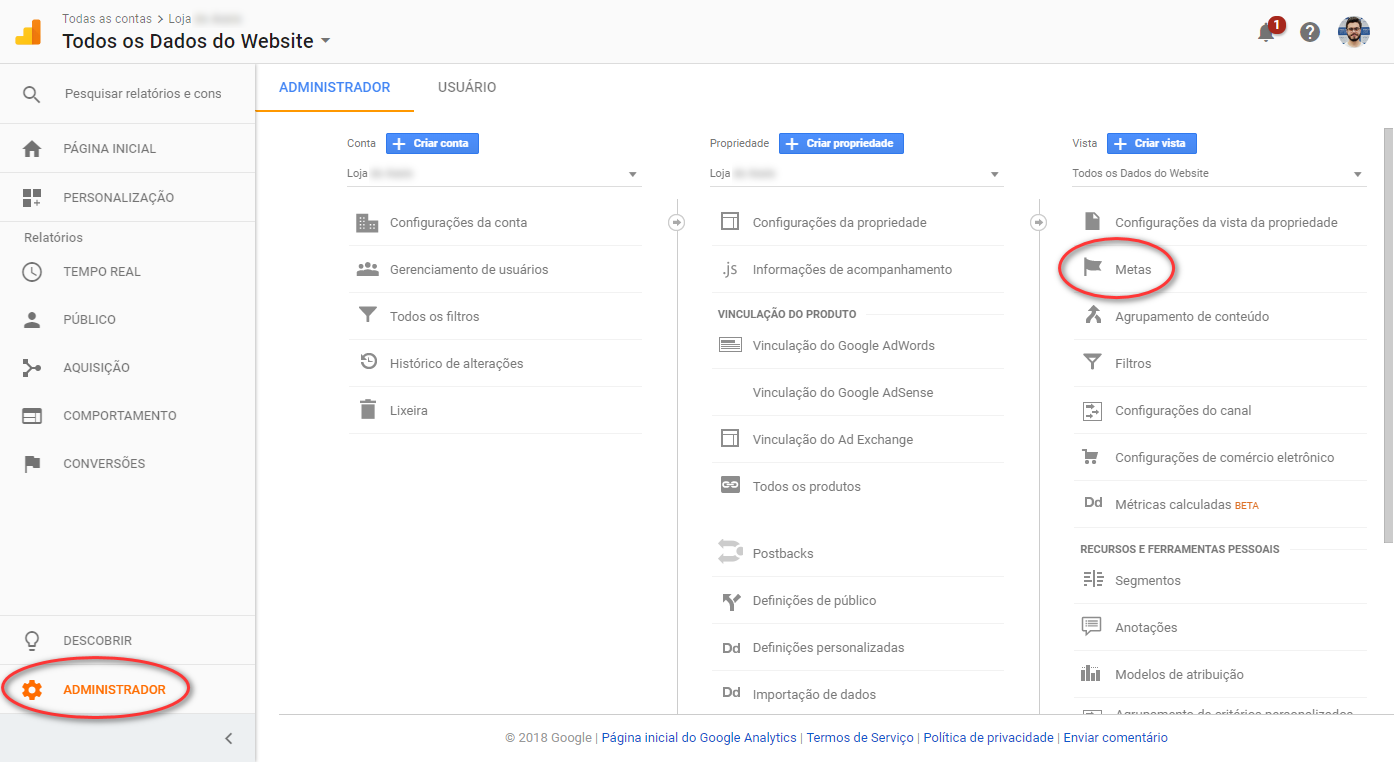 Todas as contas > Loja
Todos os Dados do Website
1
Pesquisar relatórios e cons
PÁGINA INICIAL
PERSONALIZAÇÃO
Relatórios
TEMPO REAL
PÚBLICO
AQUISIÇÃO
COMPORTAMENTO
CONVERSÕES
DESCOBRIR
ADMINISTRADOR
ADMINISTRADOR
USUÁRIO
Conta
Criar conta
Loja
Configurações da conta
Gerenciamento de usuários
Todos os filtros
Histórico de alterações
Lixeira
Propriedade
Criar propriedade
Loja
Configurações da propriedade
.js Informações de acompanhamento
VINCULAÇÃO DO PRODUTO
Vinculação do Google AdWords
Vinculação do Google AdSense
Vinculação do Ad Exchange
Todos os produtos
Postbacks
Definições de público
Dd Definições personalizadas
Dd Importação de dados
Vista
Criar vista
Todos os Dados do Website
Configurações da vista da propriedade
Metas
Agrupamento de conteúdo
Filtros
Configurações do canal
Configurações de comércio eletrônico
Dd Métricas calculadas BETA
RECURSOS E FERRAMENTAS PESSOAIS
Segmentos
Anotações
Modelos de atribuição
Agrupamento de critérios personalizados
© 2018 Google | Página inicial do Google Analytics | Termos de Serviço | Política de privacidade | Enviar comentário